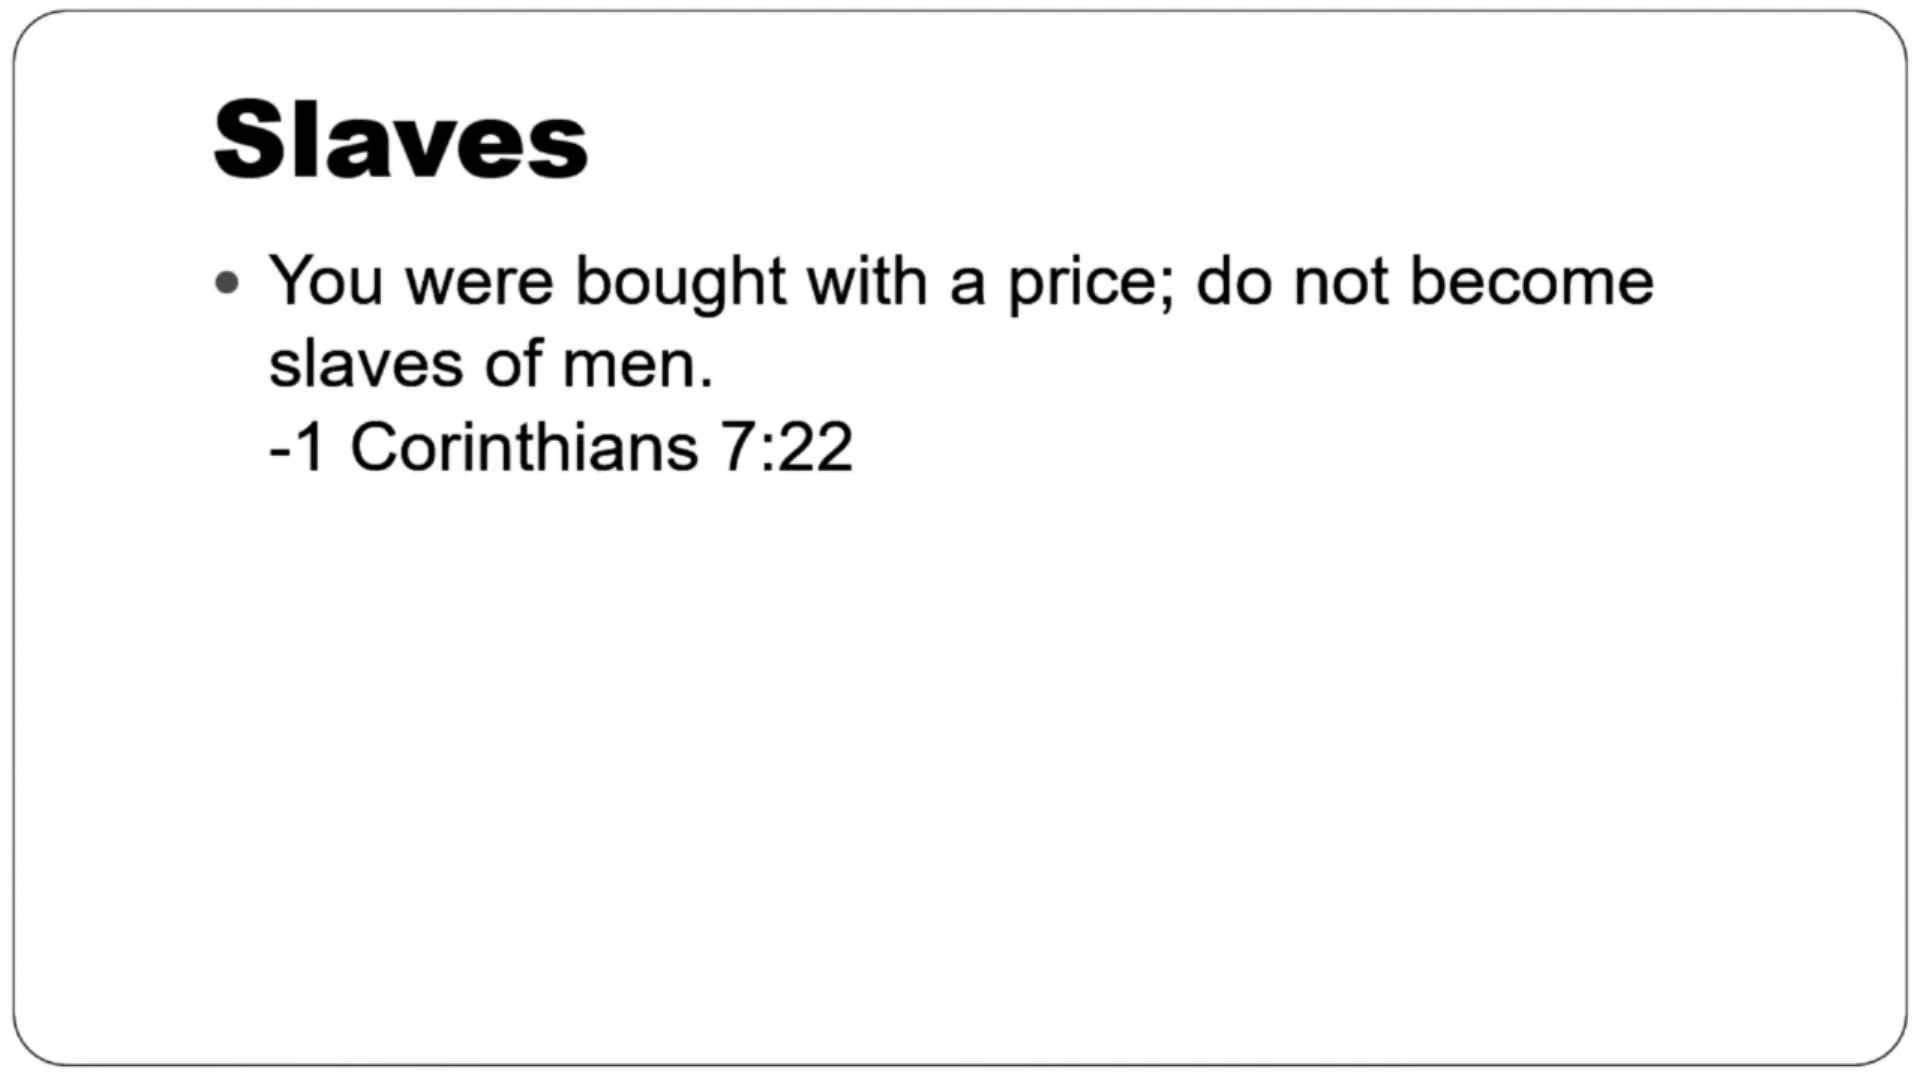 Slaves
• You were bought with a price; do not become
slaves of men.
-1 Corinthians 7:22